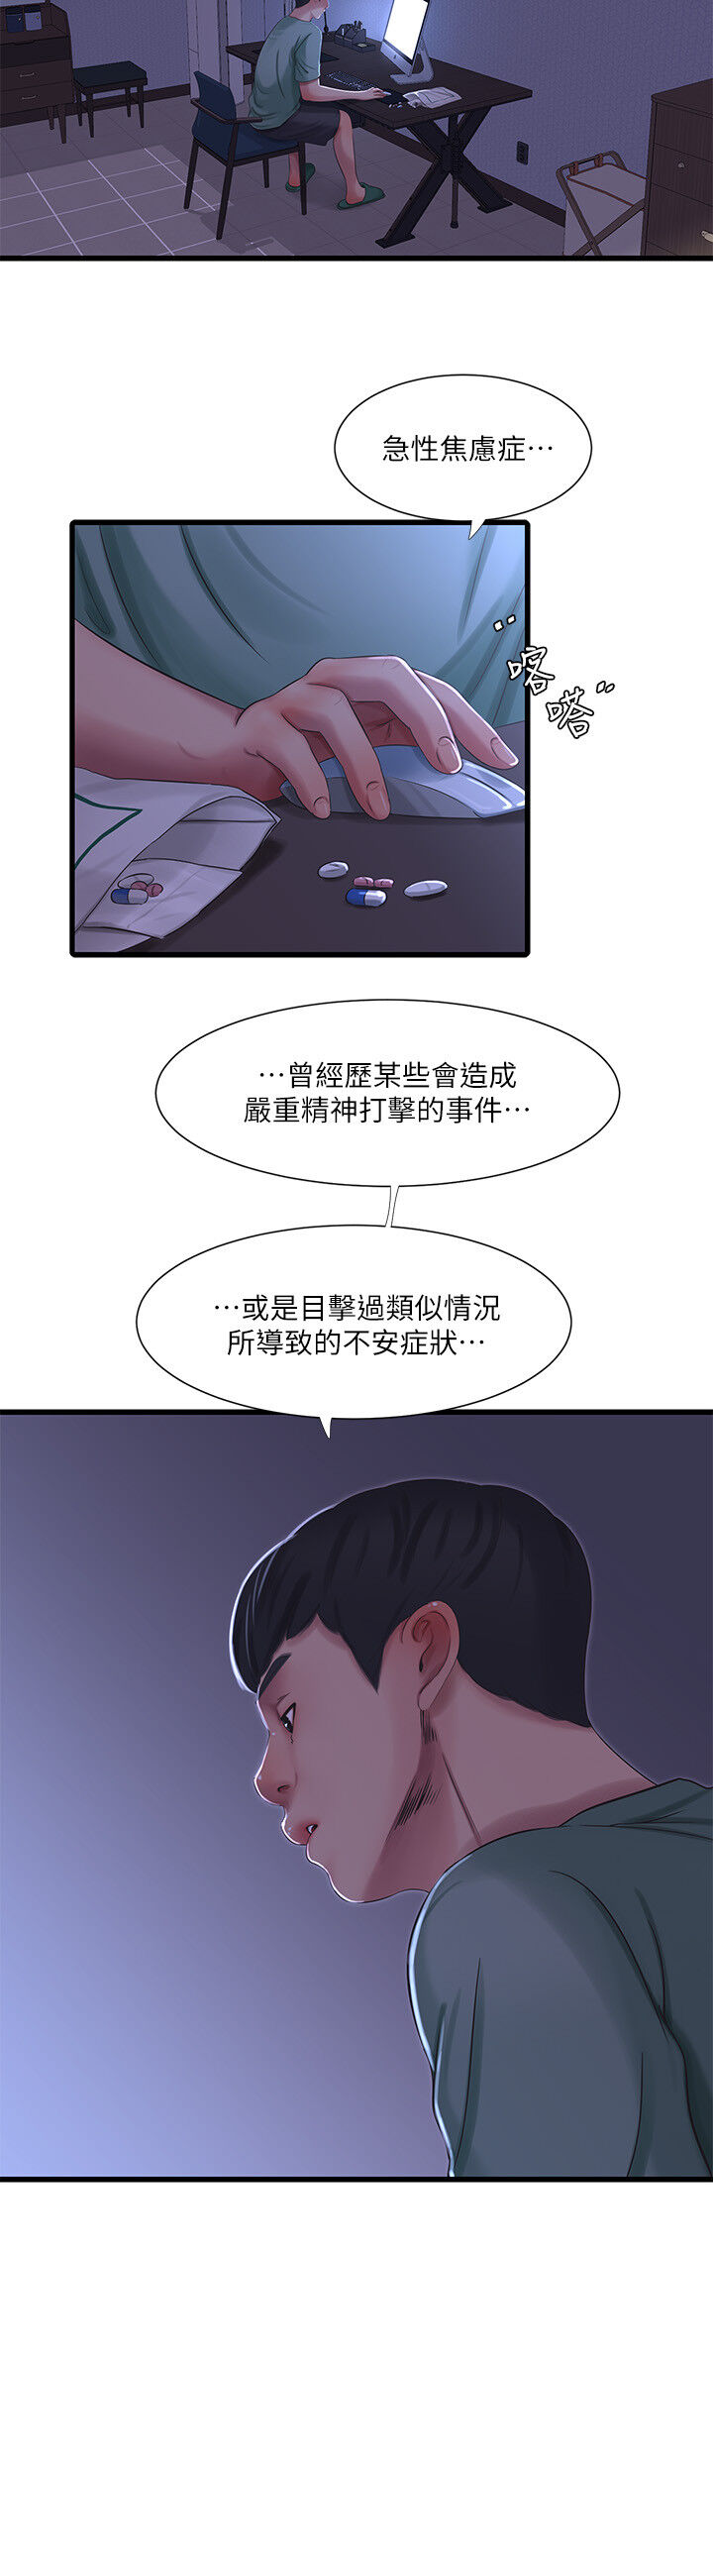 急性焦慮症⋯
喀嗒
⋯曾經歷某些會造成
嚴重精神打擊的事件⋯
⋯或是目擊過類似情況
所導致的不安症狀⋯